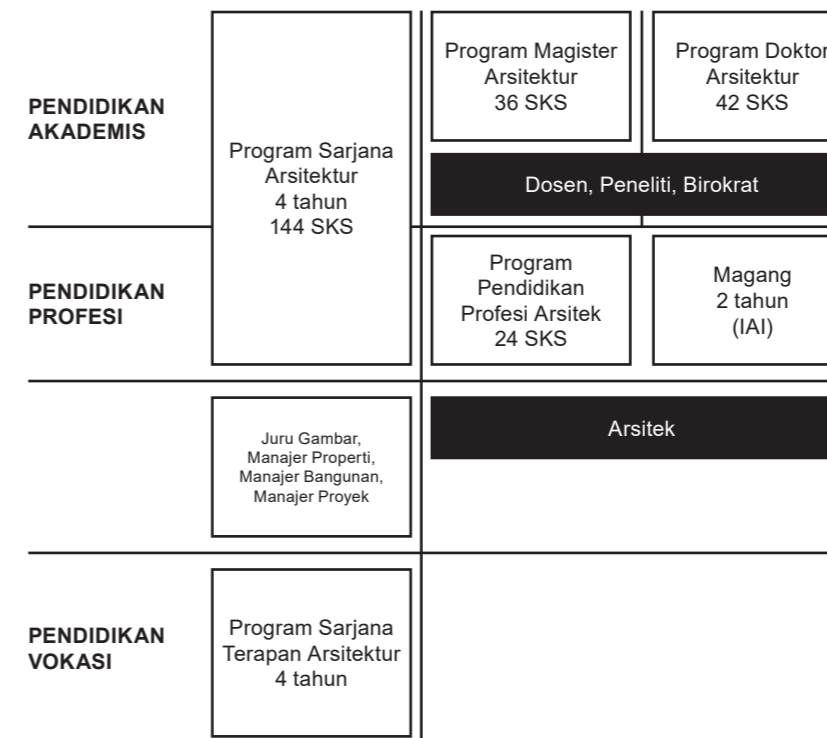 PENDIDIKAN
AKADEMIS
Program Sarjana
Arsitektur
4 tahun
144 SKS
Program Magister
Arsitektur
36 SKS
Program Doktor
Arsitektur
42 SKS
Dosen, Peneliti, Birokrat
PENDIDIKAN
PROFESI
Program
Pendidikan
Profesi Arsitek
24 SKS
Magang
2 tahun
(IAI)
Juru Gambar,
Manajer Properti,
Manajer Bangunan,
Manajer Proyek
Arsitek
PENDIDIKAN
VOKASI
Program Sarjana
Terapan Arsitektur
4 tahun